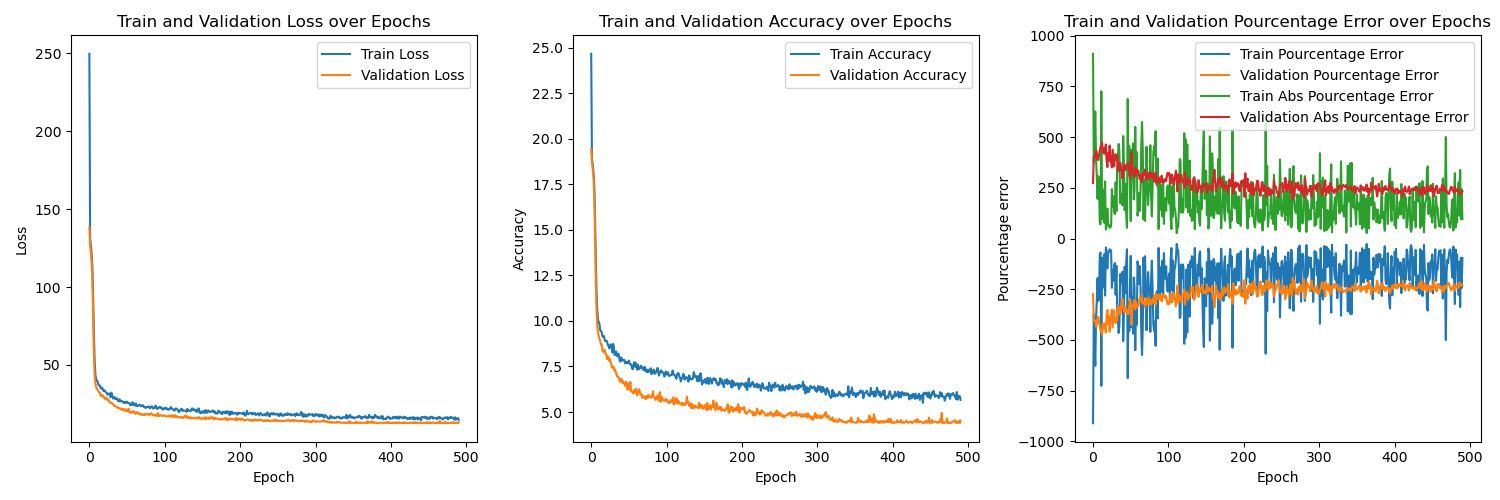 Train and Validation Loss over Epochs
Train Loss
Validation Loss
250
200
150
100
50
Loss
0
100
200
300
400
500
Epoch
Train and Validation Accuracy over Epochs
Train Accuracy
Validation Accuracy
25.0
22.5
20.0
17.5
15.0
12.5
10.0
7.5
5.0
Accuracy
0
100
200
300
400
500
Epoch
Train and Validation Pourcentage Error over Epochs
Train Pourcentage Error
Validation Pourcentage Error
Train Abs Pourcentage Error
Validation Abs Pourcentage Error
1000
750
500
250
0
−250
−500
−750
−1000
Pourcentage error
0
100
200
300
400
500
Epoch